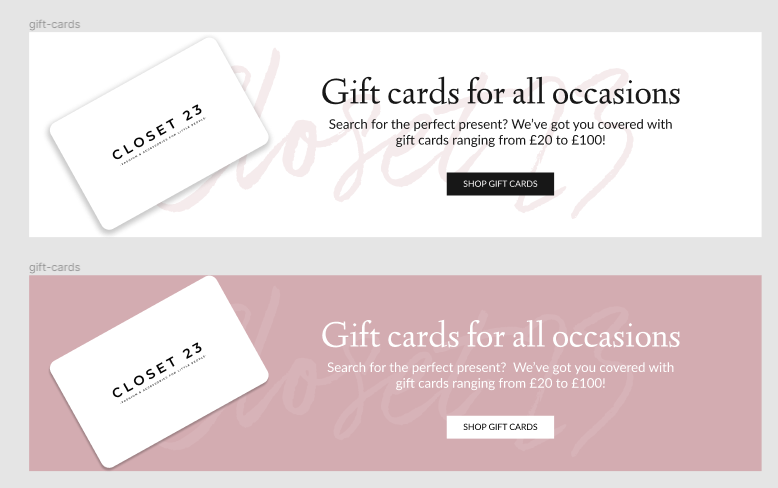 gift-cards
Closet 23
CLOSET 23
FASHION & ACCESSORIES FOR LITTLE PEOPLE
Gift cards for all occasions
Search for the perfect present? We've got you covered with
gift cards ranging from £20 to £100!
SHOP GIFT CARDS
gift-cards
Closet 23
CLOSET 23
FASHION & ACCESSORIES FOR LITTLE PEOPLE
Gift cards for all occasions
Search for the perfect present?  We've got you covered with
gift cards ranging from £20 to £100!
SHOP GIFT CARDS